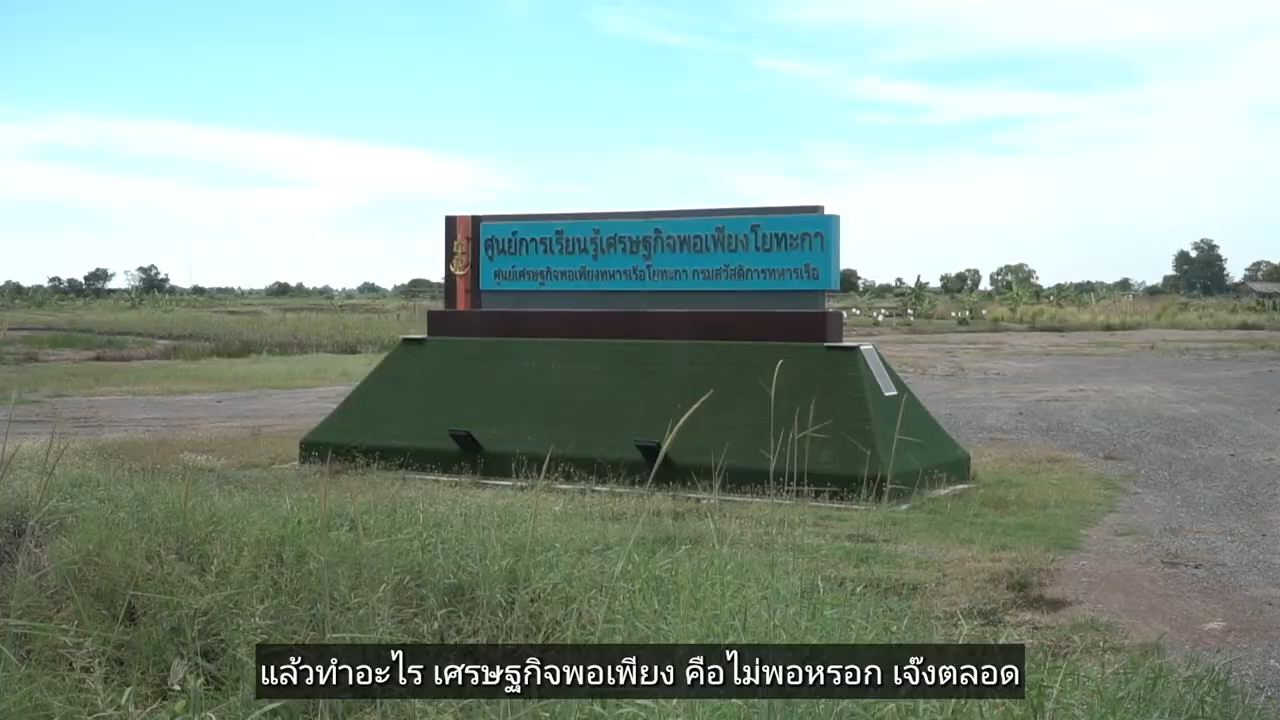 ศูนย์การเรียนรู้เศรษฐกิจพอเพียงโยทะกา
ศูนย์เศรษฐกิจพอเพียงทหารเรือโยทะกา กรมสวัสดิการทหารเรือ
แล้วทำอะไร เศรษฐกิจพอเพียง คือไม่พอหรอก เจ๊งตลอด